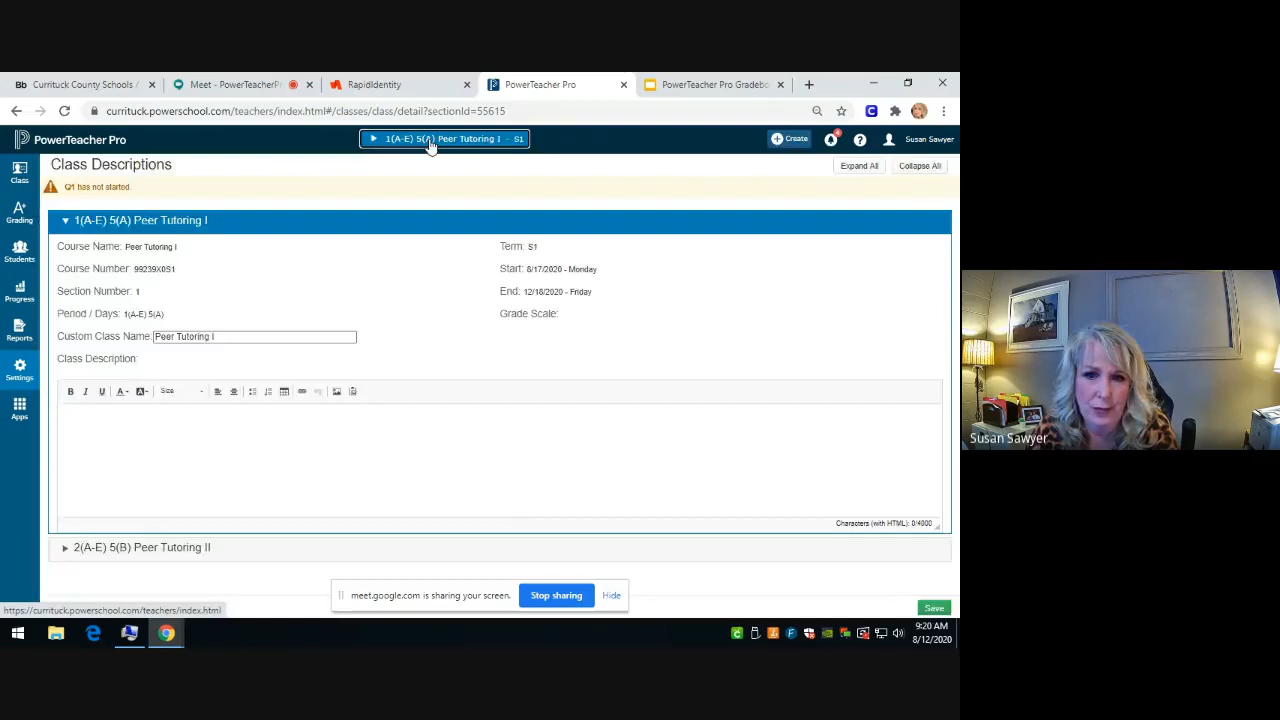 Bb Currituck County Schools /
Meet - PowerTeacherP
RapidIdentity
PowerTeacher Pro
PowerTeacher Pro Gradebo
currituck.powerschool.com/teachers/index.html#/classes/class/detail?sectionId=55615
PowerTeacher Pro
1(A-E) 5(A) Peer Tutoring I - S1
Create
4
Susan Sawyer
Class
Grading
Students
Progress
Reports
Settings
Apps
Class Descriptions
Expand All
Collapse All
Q1 has not started.
1(A-E) 5(A) Peer Tutoring I
Course Name: Peer Tutoring I
Term: S1
Course Number: 99239X0S1
Start: 8/17/2020 - Monday
Section Number: 1
End: 12/18/2020 - Friday
Period / Days: 1(A-E) 5(A)
Grade Scale:
Custom Class Name: Peer Tutoring I
Class Description:
B I U A A Size
Characters (with HTML): 0/4000
2(A-E) 5(B) Peer Tutoring II
meet.google.com is sharing your screen.
Stop sharing
Hide
https://currituck.powerschool.com/teachers/index.html
Save
9:20 AM
8/12/2020
Susan Sawyer